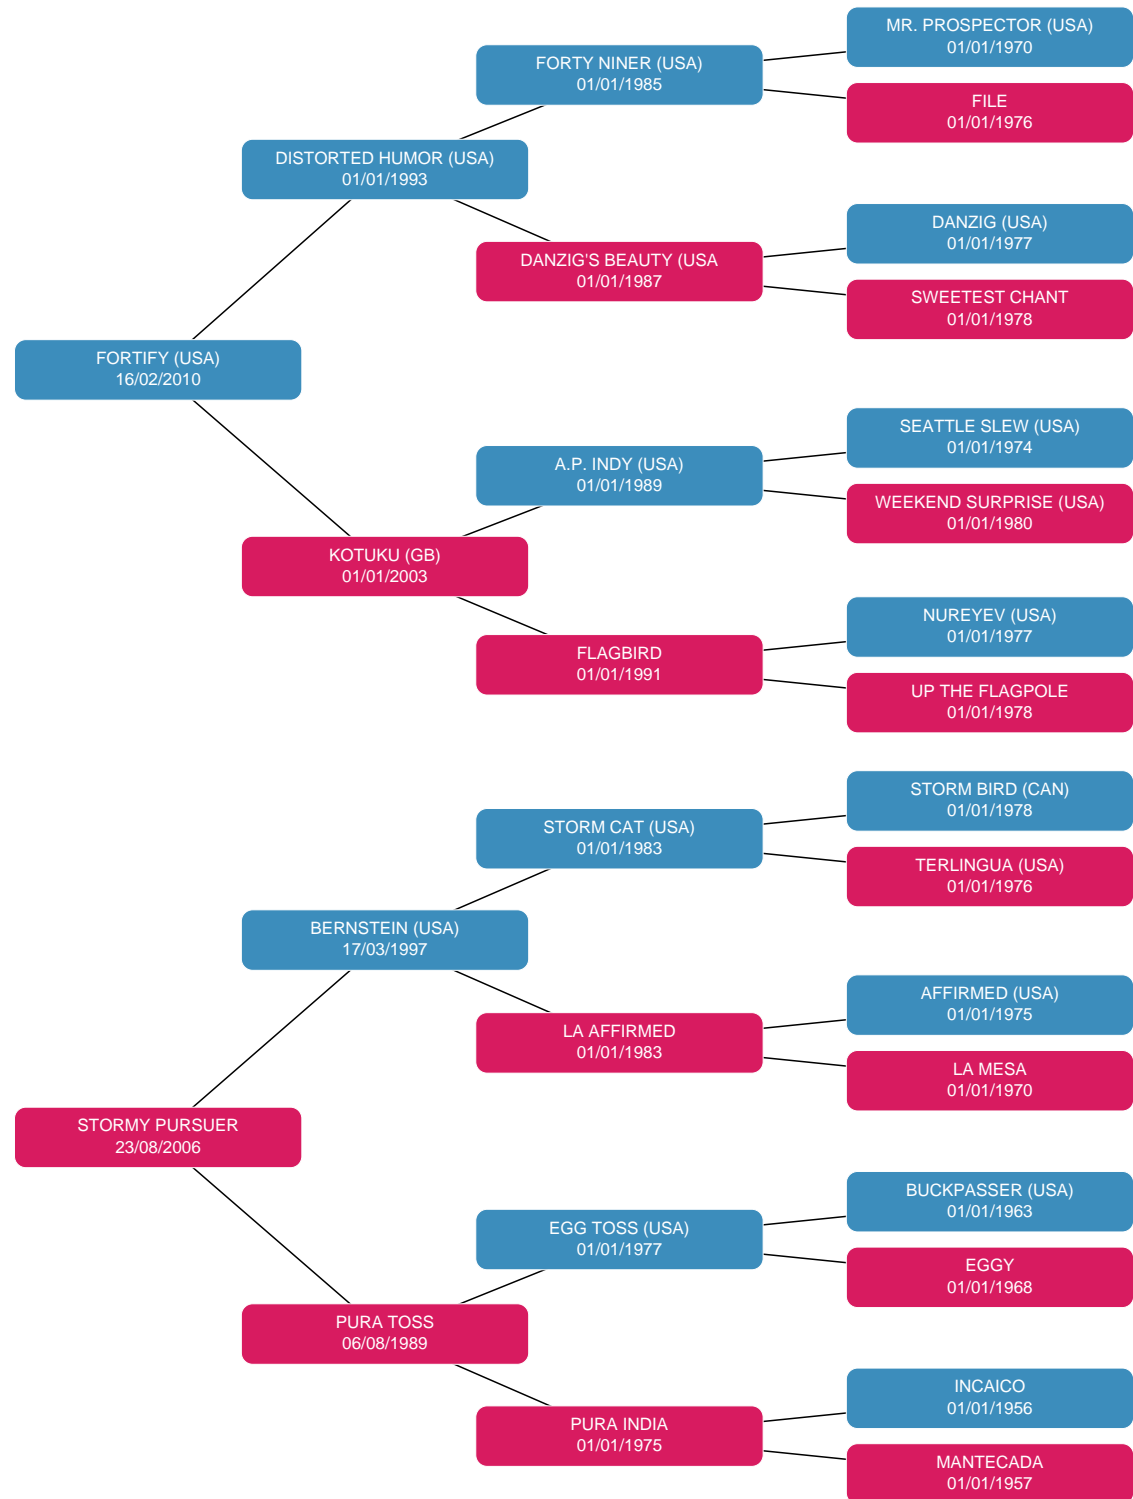 MR. PROSPECTOR (USA)
01/01/1970
FORTY NINER (USA)
01/01/1985
FILE
01/01/1976
DISTORTED HUMOR (USA)
01/01/1993
DANZIG (USA)
01/01/1977
DANZIG'S BEAUTY (USA
01/01/1987
SWEETEST CHANT
01/01/1978
FORTIFY (USA)
16/02/2010
SEATTLE SLEW (USA)
01/01/1974
A.P. INDY (USA)
01/01/1989
WEEKEND SURPRISE (USA)
01/01/1980
KOTUKU (GB)
01/01/2003
NUREYEV (USA)
01/01/1977
FLAGBIRD
01/01/1991
UP THE FLAGPOLE
01/01/1978
STORM BIRD (CAN)
01/01/1978
STORM CAT (USA)
01/01/1983
TERLINGUA (USA)
01/01/1976
BERNSTEIN (USA)
17/03/1997
AFFIRMED (USA)
01/01/1975
LA AFFIRMED
01/01/1983
LA MESA
01/01/1970
STORMY PURSUER
23/08/2006
BUCKPASSER (USA)
01/01/1963
EGG TOSS (USA)
01/01/1977
EGGY
01/01/1968
PURA TOSS
06/08/1989
INCAICO
01/01/1956
PURA INDIA
01/01/1975
MANTECADA
01/01/1957